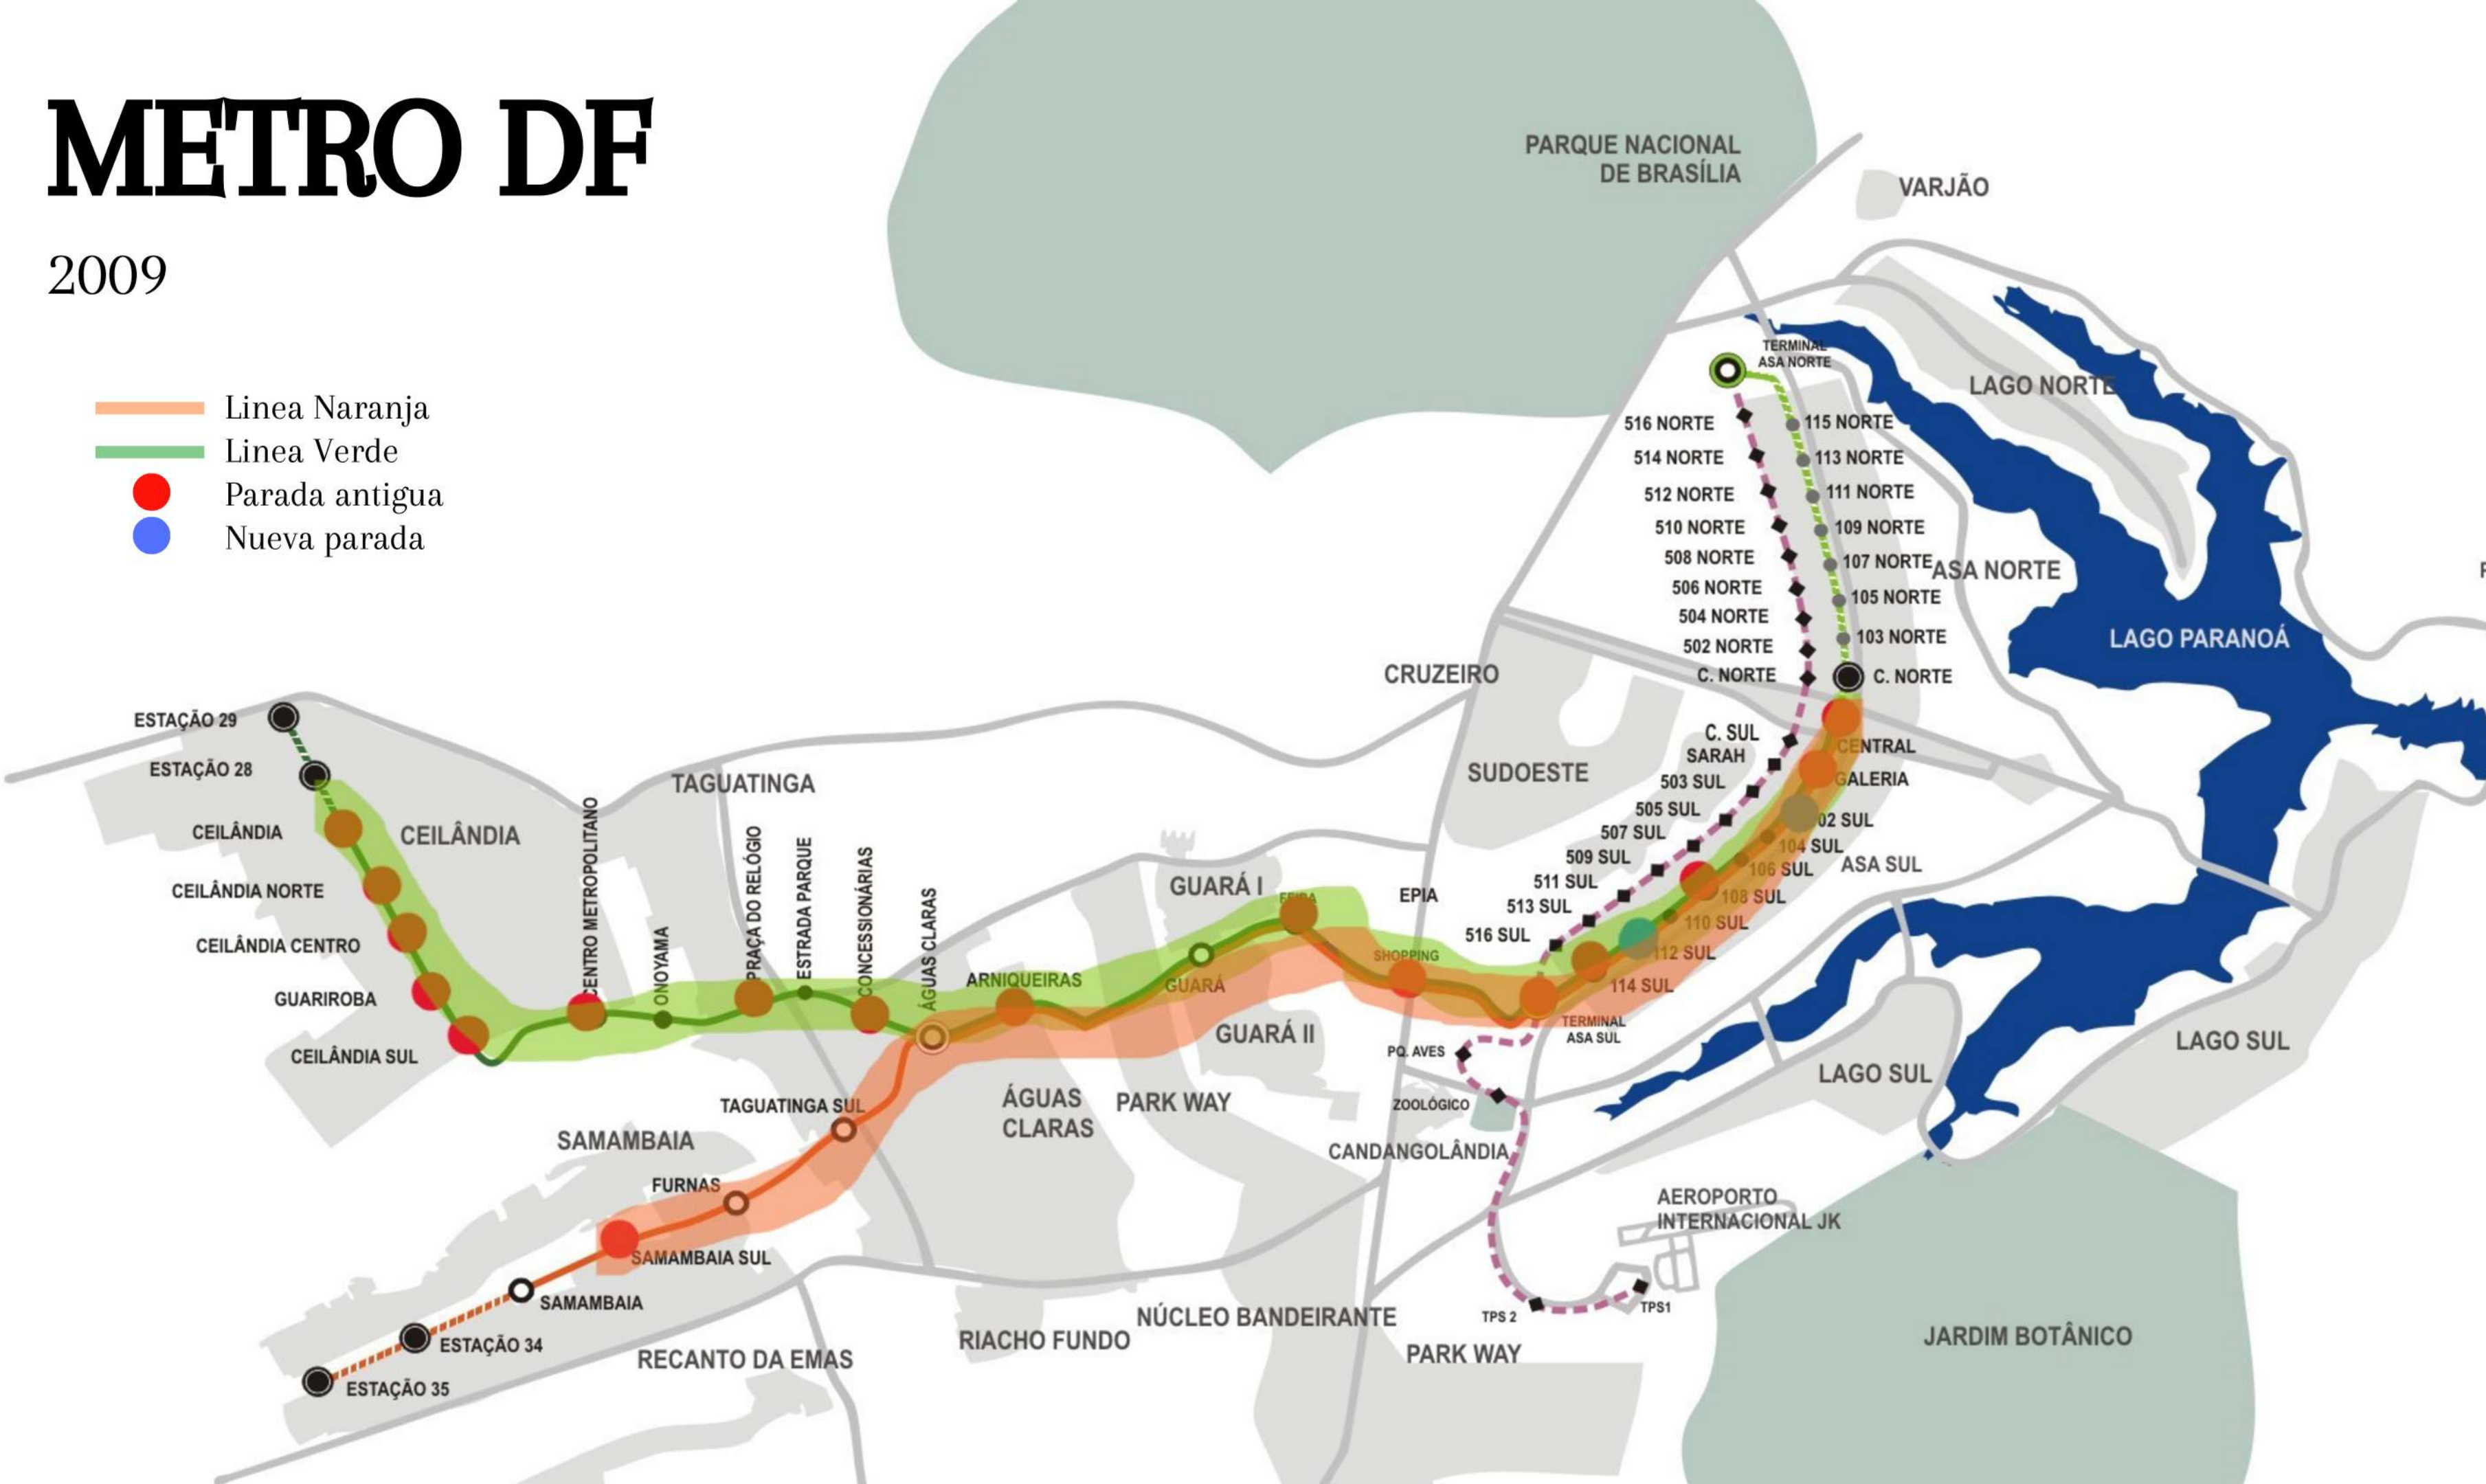 METRO DF
2009
Linea Naranja
Linea Verde
Parada antigua
Nueva parada
PARQUE NACIONAL
DE BRASÍLIA
VARJÃO
TERMINAL
ASA NORTE
LAGO NORTE
516 NORTE
115 NORTE
514 NORTE
113 NORTE
512 NORTE
111 NORTE
510 NORTE
109 NORTE
508 NORTE
107 NORTE
ASA NORTE
506 NORTE
105 NORTE
504 NORTE
103 NORTE
LAGO PARANOÁ
502 NORTE
C. NORTE
C. NORTE
CRUZEIRO
ESTAÇÃO 29
ESTAÇÃO 28
C. SUL
SARAH
CENTRAL
SUDOESTE
503 SUL
GALERIA
TAGUATINGA
505 SUL
02 SUL
507 SUL
104 SUL
CEILÂNDIA
CEILÂNDIA
509 SUL
106 SUL
ASA SUL
511 SUL
108 SUL
513 SUL
110 SUL
516 SUL
112 SUL
114 SUL
CEILÂNDIA NORTE
CEILÂNDIA CENTRO
GUARIROBA
CEILÂNDIA SUL
CENTRO METMETROPOLITANO
ONOYAMA
PRAÇA DO RELÓGIO
ESTRADA PARQUE
CONCESSIONÁRIAS
ÁGUAS CLARAS
ARNIQUEIRAS
GUARÁ I
GUARÁ
FEIRA
EPIA
SHOPPING
GUARÁ II
TERMINAL
ASA SUL
PQ. AVES
ZOOLÓGICO
LAGO SUL
LAGO SUL
ÁGUAS
CLARAS
PARK WAY
TAGUATINGA SUL
SAMAMBAIA
CANDANGOLÂNDIA
FURNAS
SAMAMBAIA SUL
AEROPORTO
INTERNACIONAL JK
SAMAMBAIA
TPS 2
TPS1
NÚCLEO BANDEIRANTE
RIACHO FUNDO
ESTAÇÃO 34
RECANTO DA EMAS
PARK WAY
JARDIM BOTÂNICO
ESTAÇÃO 35